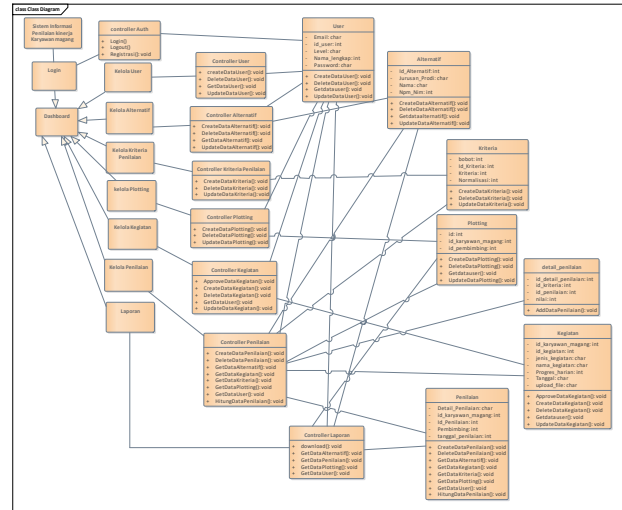 class Class Diagram
Sistem Informasi
Penilaian kinerja
Karyawan magang
Login
Dashboard
Kelola User
Kelola Alternatif
Kelola Kriteria
Penilaian
kelola Plotting
Kelola Kegiatan
Kelola Penilaian
Laporan
controller Auth
+ Login()
+ Logout()
+ Registrasi(): void
Controller User
+ createDataUser(): void
+ DeleteDataUser(): void
+ GetDataUser(): void
+ UpdateDataUser(): void
Controller Alternatif
+ CreateDataAlternatif(): void
+ DeleteDataAlternatif(): void
+ GetDataAlternatif(): void
+ UpdateDataAlternatif(): void
Controller Kriteria Penilaian
+ CreateDataKriteria(): void
+ DeleteDataKriteria(): void
+ UpdateDataKriteria(): void
Controller Plotting
+ CreateDataPlotting(): void
+ DeleteDataPlotting(): void
+ UpdateDataPlotting(): void
Controller Kegiatan
+ ApproveDataKegiatan(): void
+ CreateDataKegiatan(): void
+ DeleteDataKegiatan(): void
+ GetDataUser(): void
+ UpdateDataKegiatan(): void
Controller Penilaian
+ CreateDataPenilaian(): void
+ DeleteDataPenilaian(): void
+ GetDataAlternatif(): void
+ GetDataKegiatan(): void
+ GetDataKriteria(): void
+ GetDataPlotting(): void
+ GetDataUser(): void
+ HitungDataPenilaian(): void
Controller Laporan
+ download(): void
+ GetDataAlternatif(): void
+ GetDataPenilaian(): void
+ GetDataPlotting(): void
+ GetDataUser(): void
User
- Email: char
- id_user: int
- Level: char
- Nama_lengkap: int
- Password: char
+ CreateDataUser(): void
+ DeleteDataUser(): void
+ Getdatauser(): void
+ UpdateDataUser(): void
Alternatif
- Id_Alternatif: int
- Jurusan_Prodi: char
- Nama: char
- Npm_Nim: int
+ CreateDataAlternatif(): void
+ DeleteDataAlternatif(): void
+ Getdataalternatif(): void
+ UpdateDataAlternatif(): void
Kriteria
- bobot: int
- Id_Kriteria: int
- Kriteria: int
- Normalisasi: int
+ CreateDataKriteria(): void
+ DeleteDataKriteria(): void
+ UpdateDataKriteria(): void
Plotting
- id: int
- id_karyawan_magang: int
- id_pembimbing: int
+ CreateDataPlotting(): void
+ DeleteDataPlotting(): void
+ Getdatauser(): void
+ UpdateDataPlotting(): void
detail_penilaian
- id_detail_penilaian: int
- id_kriteria: int
- id_penilaian: int
- nilai: int
+ AddDataPenilaian(): void
Kegiatan
- id_karyawan_magang: int
- id_kegiatan: int
- jenis_kegiatan: char
- nama_kegiatan: char
- Progres_harian: int
- Tanggal: char
- upload_file: char
+ ApproveDataKegiatan(): void
+ CreateDataKegiatan(): void
+ DeleteDataKegiatan(): void
+ Getdatauser(): void
+ UpdateDataKegiatan(): void
Penilaian
- Detail_Penilaian: char
- id_karyawan_magang: int
- Id_Penilaian: int
- Pembimbing: int
- tanggal_penilaian: int
+ CreateDataPenilaian(): void
+ DeleteDataPenilaian(): void
+ GetDataAlternatif(): void
+ GetDataKegiatan(): void
+ GetDataKriteria(): void
+ GetDataPlotting(): void
+ GetDataUser(): void
+ HitungDataPenilaian(): void